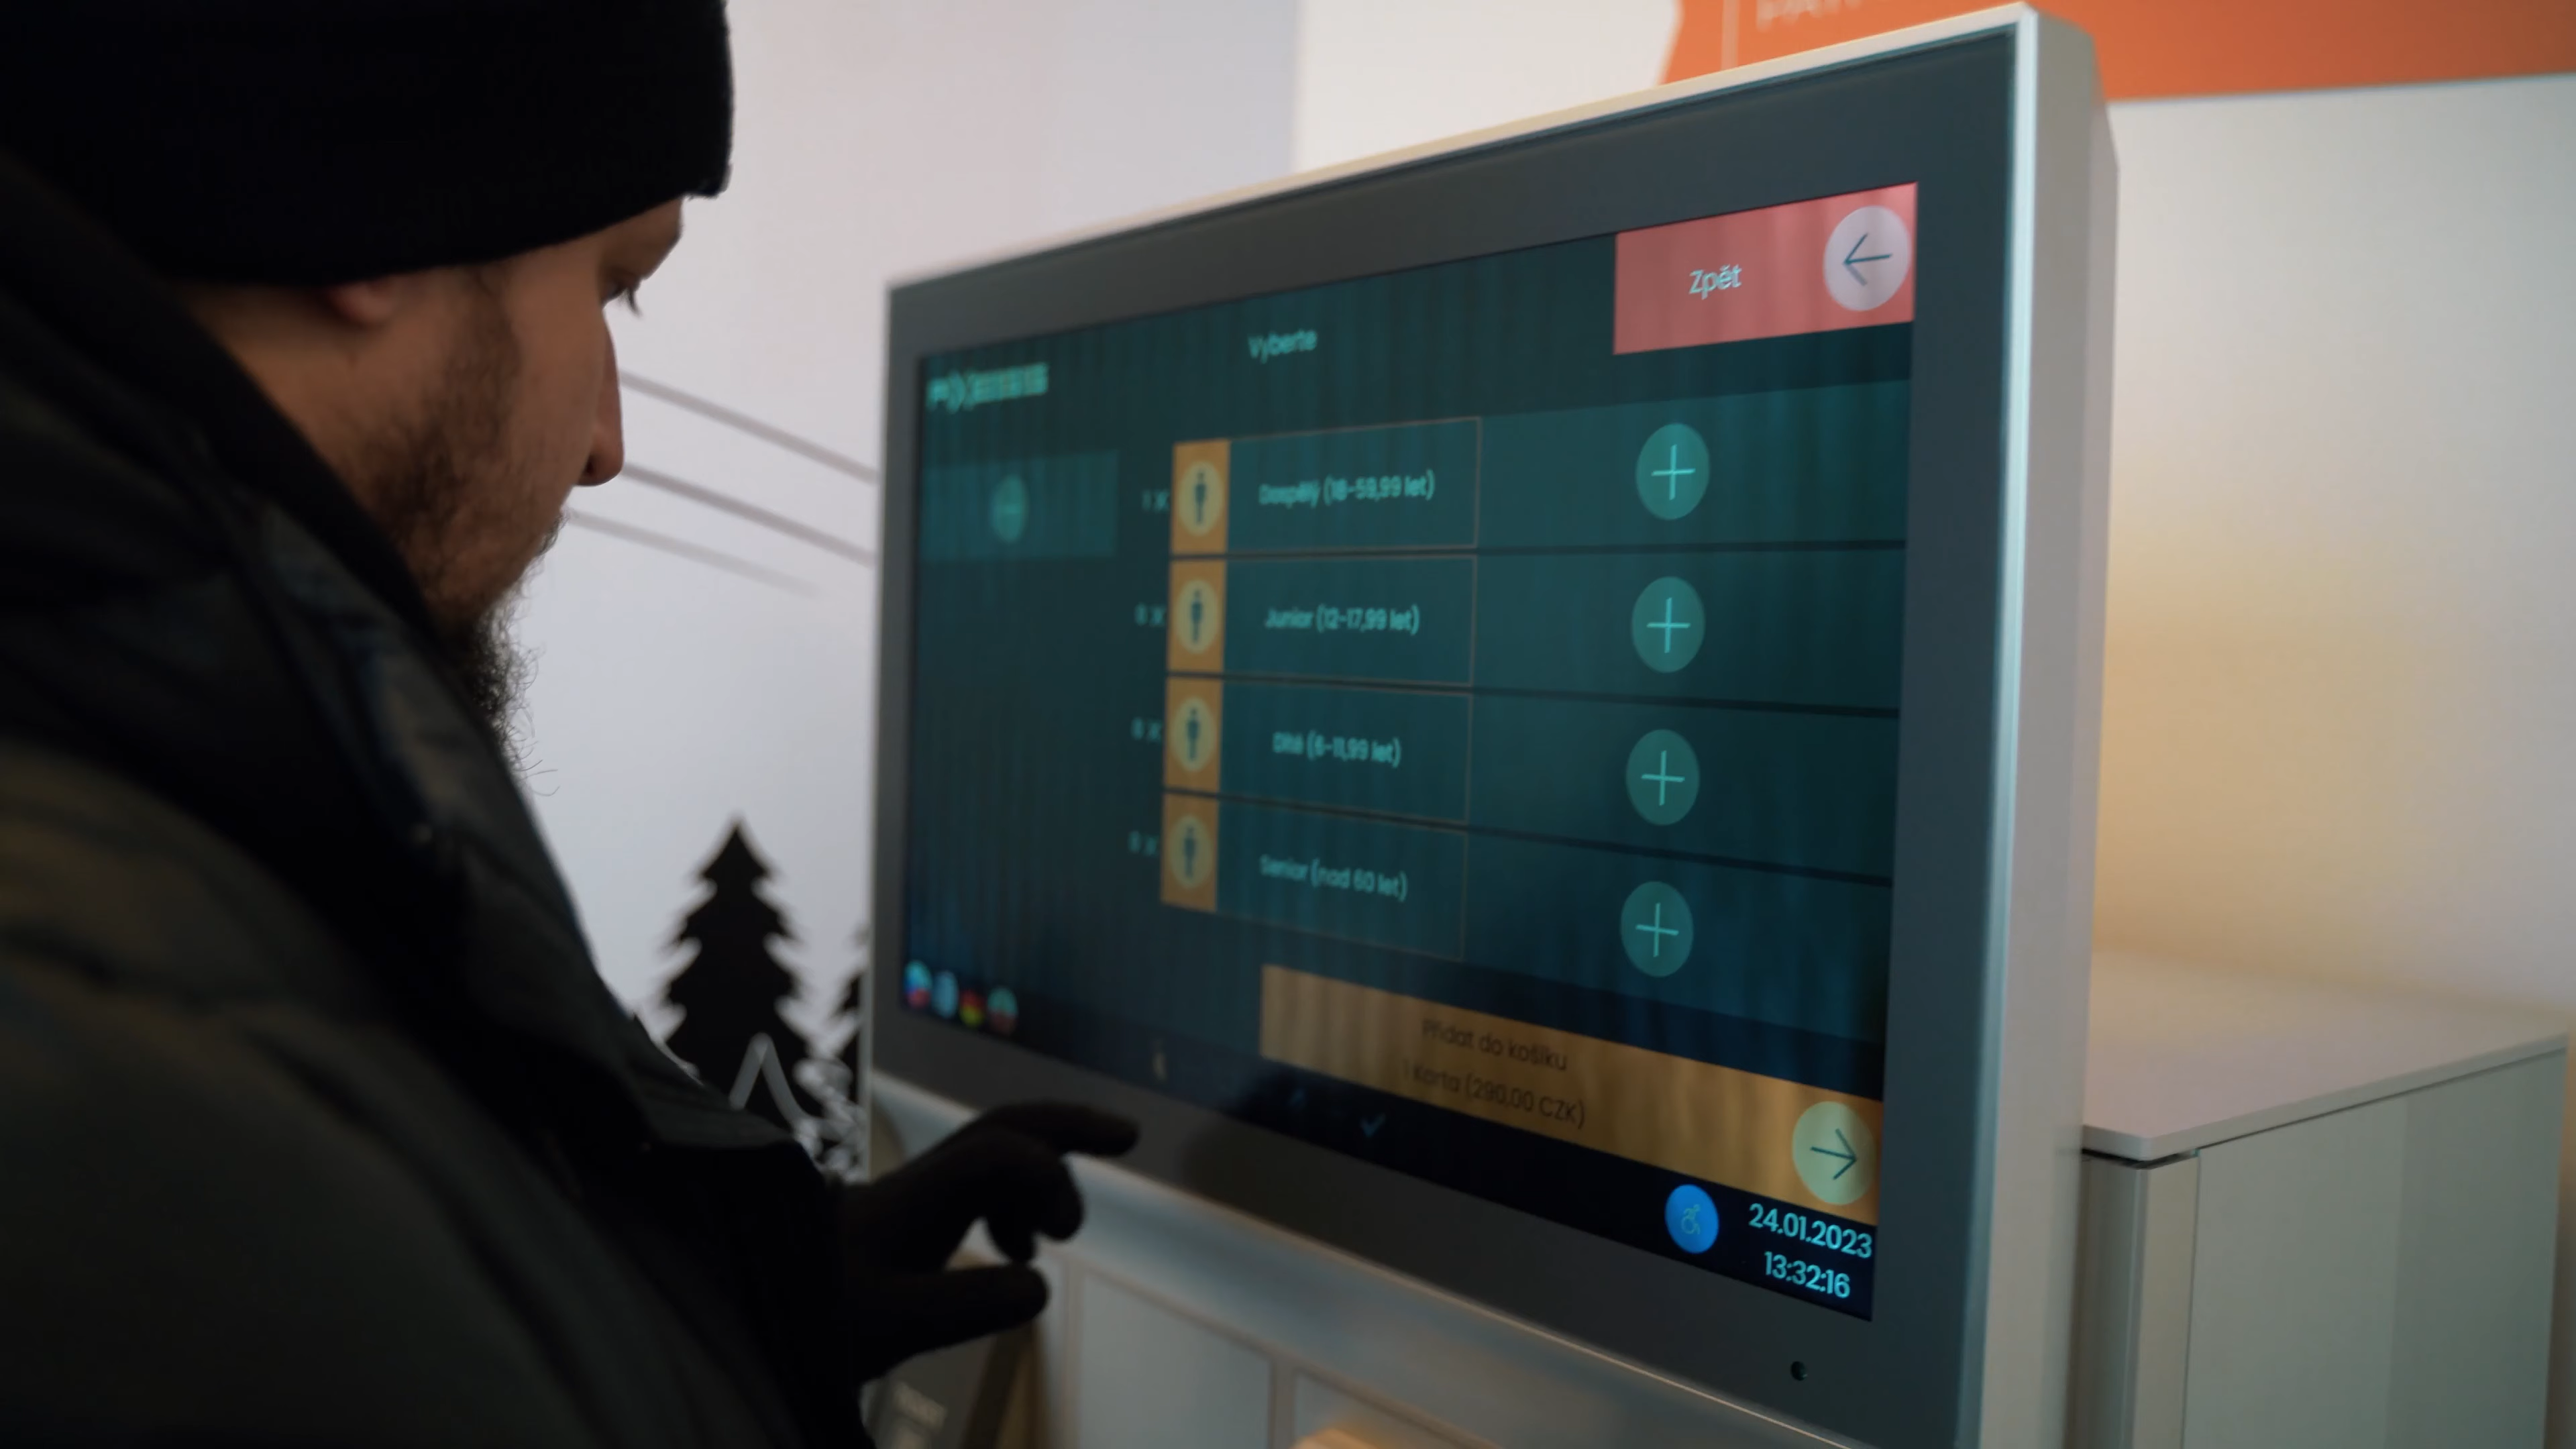 Zpět
Vyberte
1 x
Dospělý (18-59,99 let)
0 x
Junior (12-17,99 let)
0 x
Dítě (6-11,99 let)
0 x
Senior (nad 60 let)
Přidat do košíku
1 Karta (290,00 CZK)
24.01.2023
13:32:16